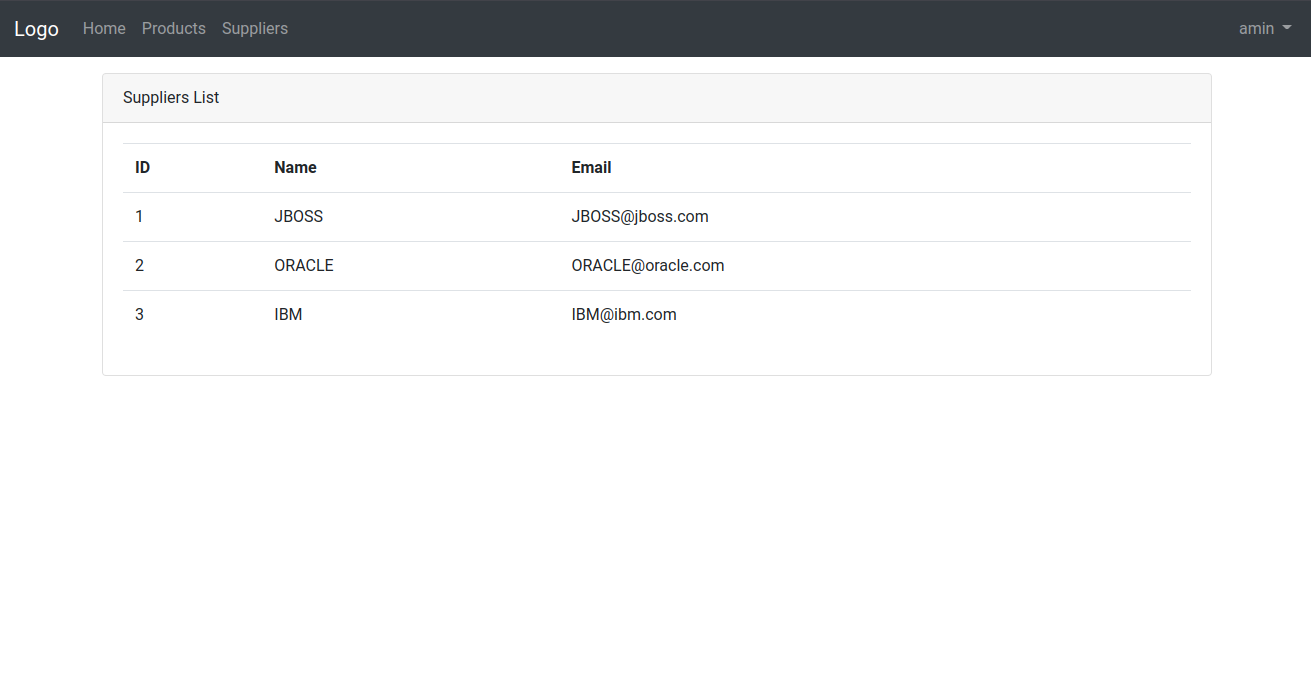 Logo Home Products Suppliers amin
Suppliers List
ID Name Email
1 JBOSS JBOSS@jboss.com
2 ORACLE ORACLE@oracle.com
3 IBM IBM@ibm.com